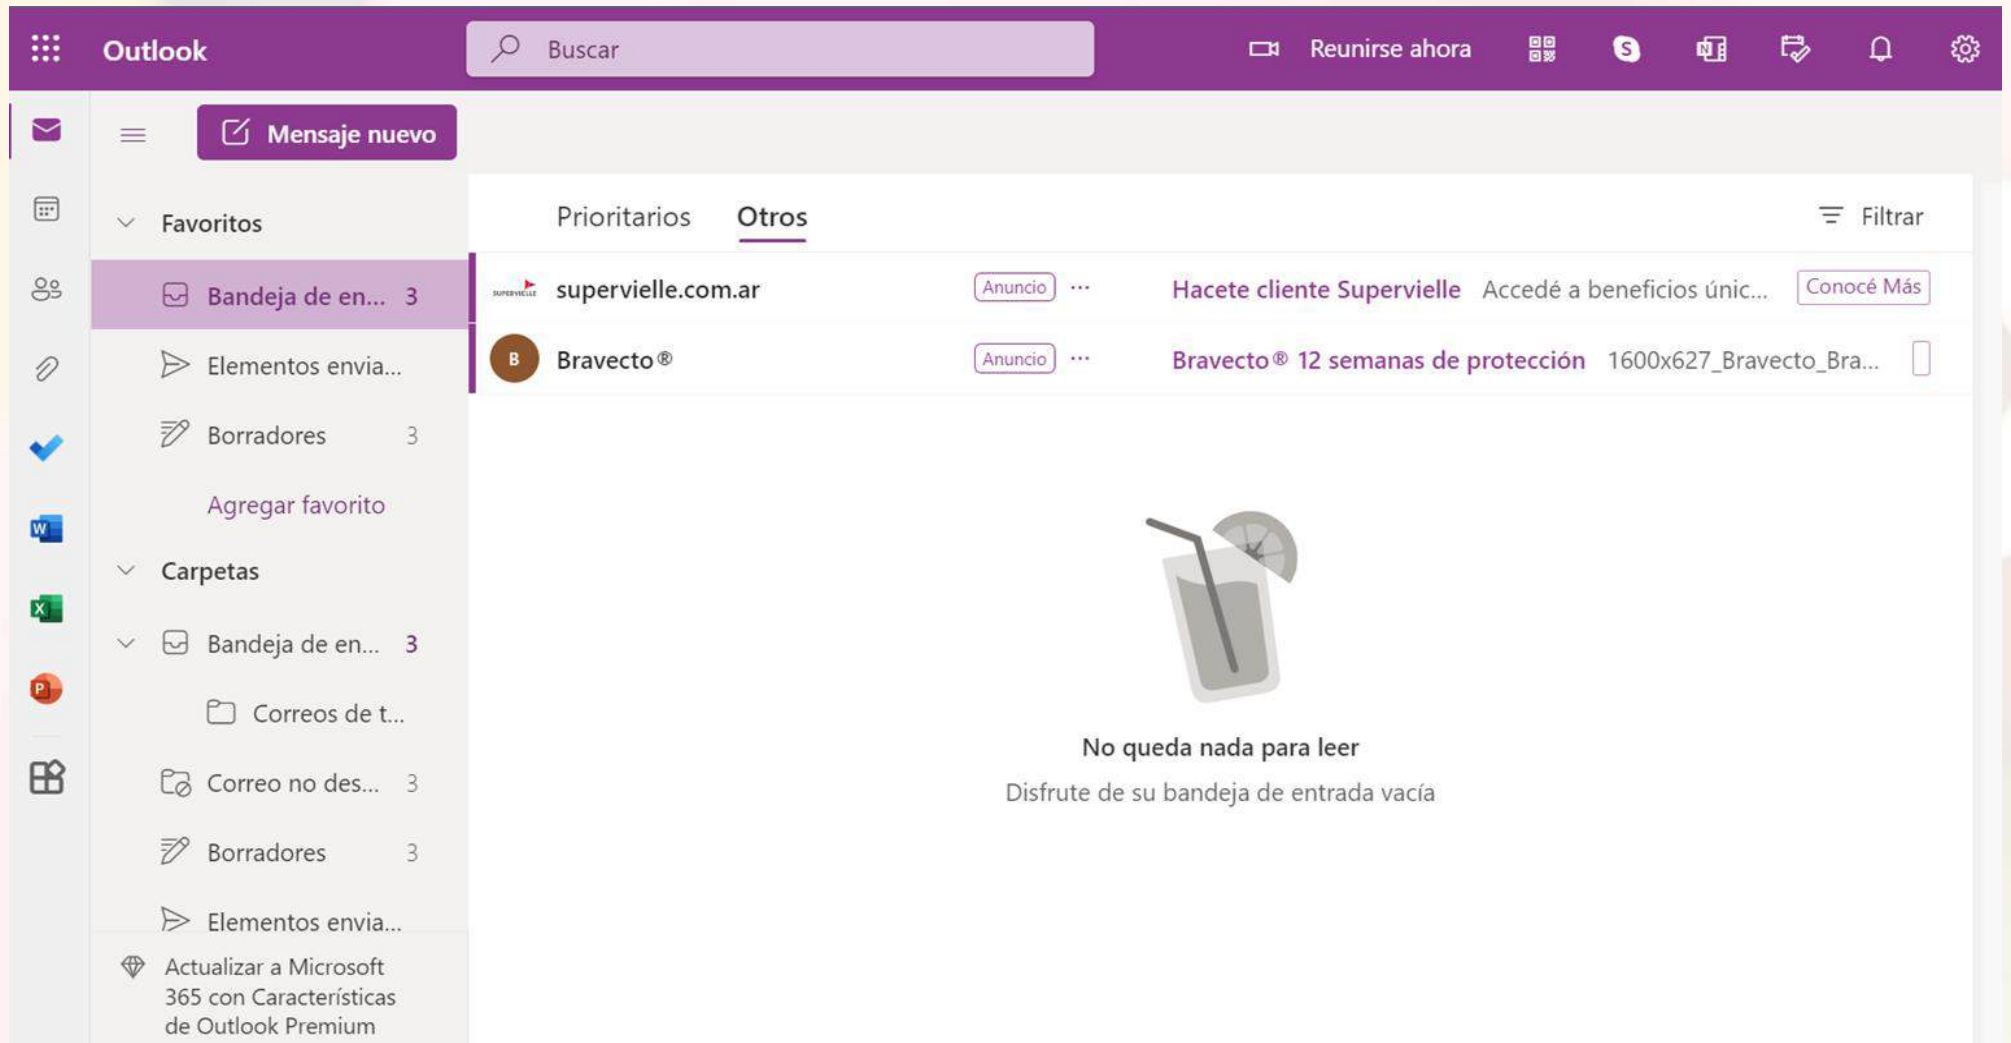 Outlook
Buscar
Reunirse ahora
Mensaje nuevo
Favoritos
Bandeja de en... 3
Elementos envia...
Borradores 3
Agregar favorito
Carpetas
Bandeja de en... 3
Correos de t...
Correo no des... 3
Borradores 3
Elementos envia...
Actualizar a Microsoft
365 con Características
de Outlook Premium
Prioritarios Otros
Filtrar
SUPERVIELLE supervielle.com.ar Anuncio ... Hacete cliente Supervielle Accedé a beneficios únic... Conocé Más
B Bravecto® Anuncio ... Bravecto® 12 semanas de protección 1600x627_Bravecto_Bra...
No queda nada para leer
Disfrute de su bandeja de entrada vacía